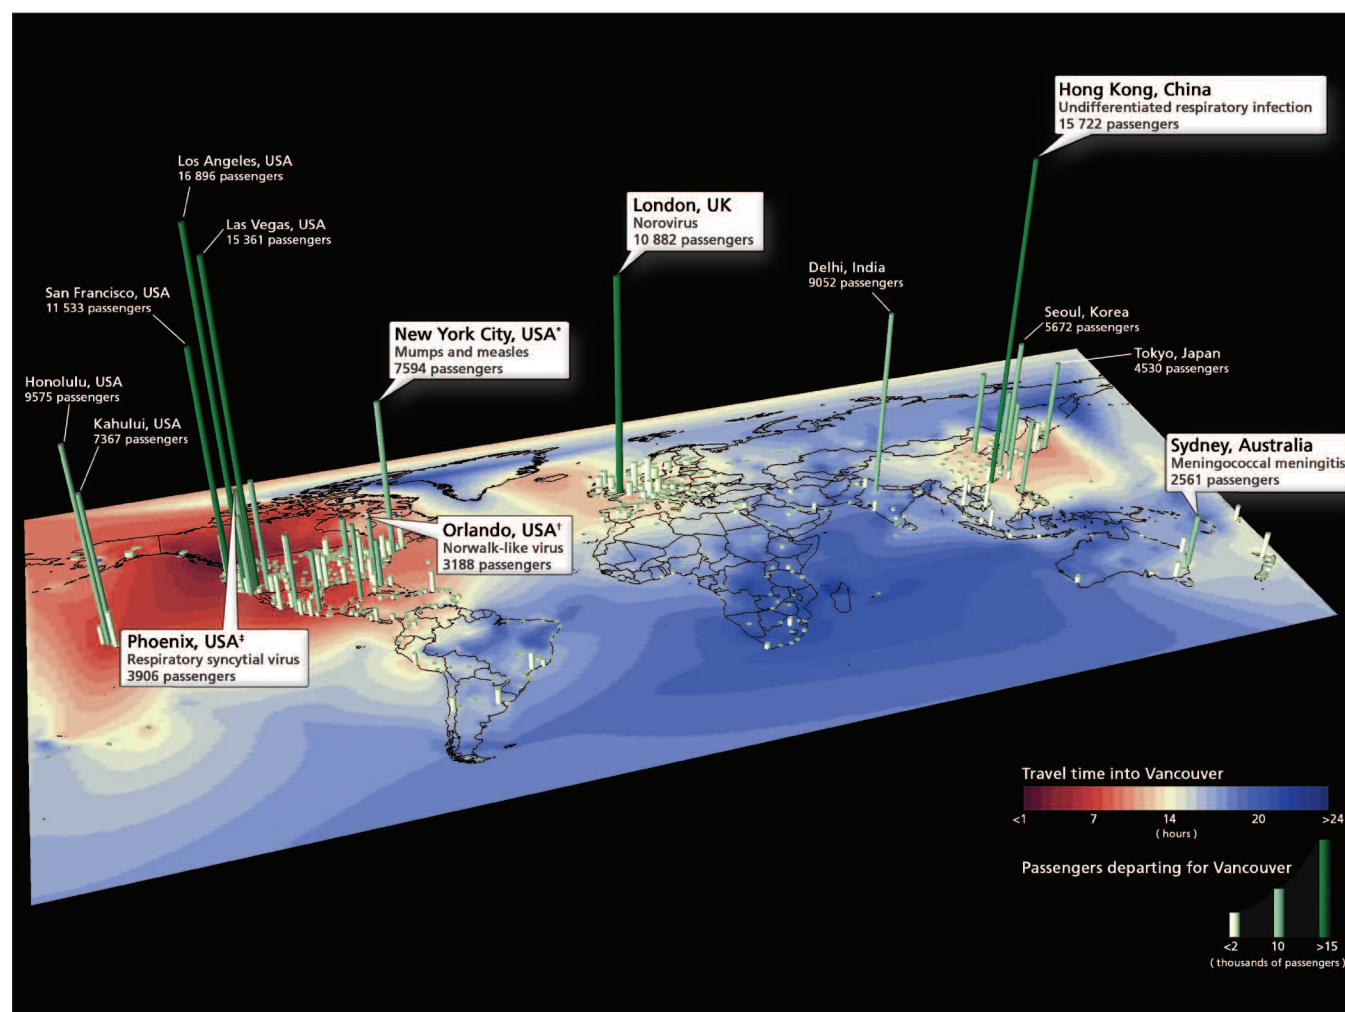 Hong Kong, China
Undifferentiated respiratory infection
15 722 passengers
Los Angeles, USA
16 896 passengers
Las Vegas, USA
15 361 passengers
London, UK
Norovirus
10 882 passengers
Delhi, India
9052 passengers
San Francisco, USA
11 533 passengers
New York City, USA*
Mumps and measles
7594 passengers
Seoul, Korea
5672 passengers
Tokyo, Japan
4530 passengers
Honolulu, USA
9575 passengers
Kahului, USA
7367 passengers
Sydney, Australia
Meningococcal meningitis
2561 passengers
Orlando, USA†
Norwalk-like virus
3188 passengers
Phoenix, USA‡
Respiratory syncytial virus
3906 passengers
Travel time into Vancouver
<1 7 14 20 >24
( hours )
Passengers departing for Vancouver
<2 10 >15
( thousands of passengers )